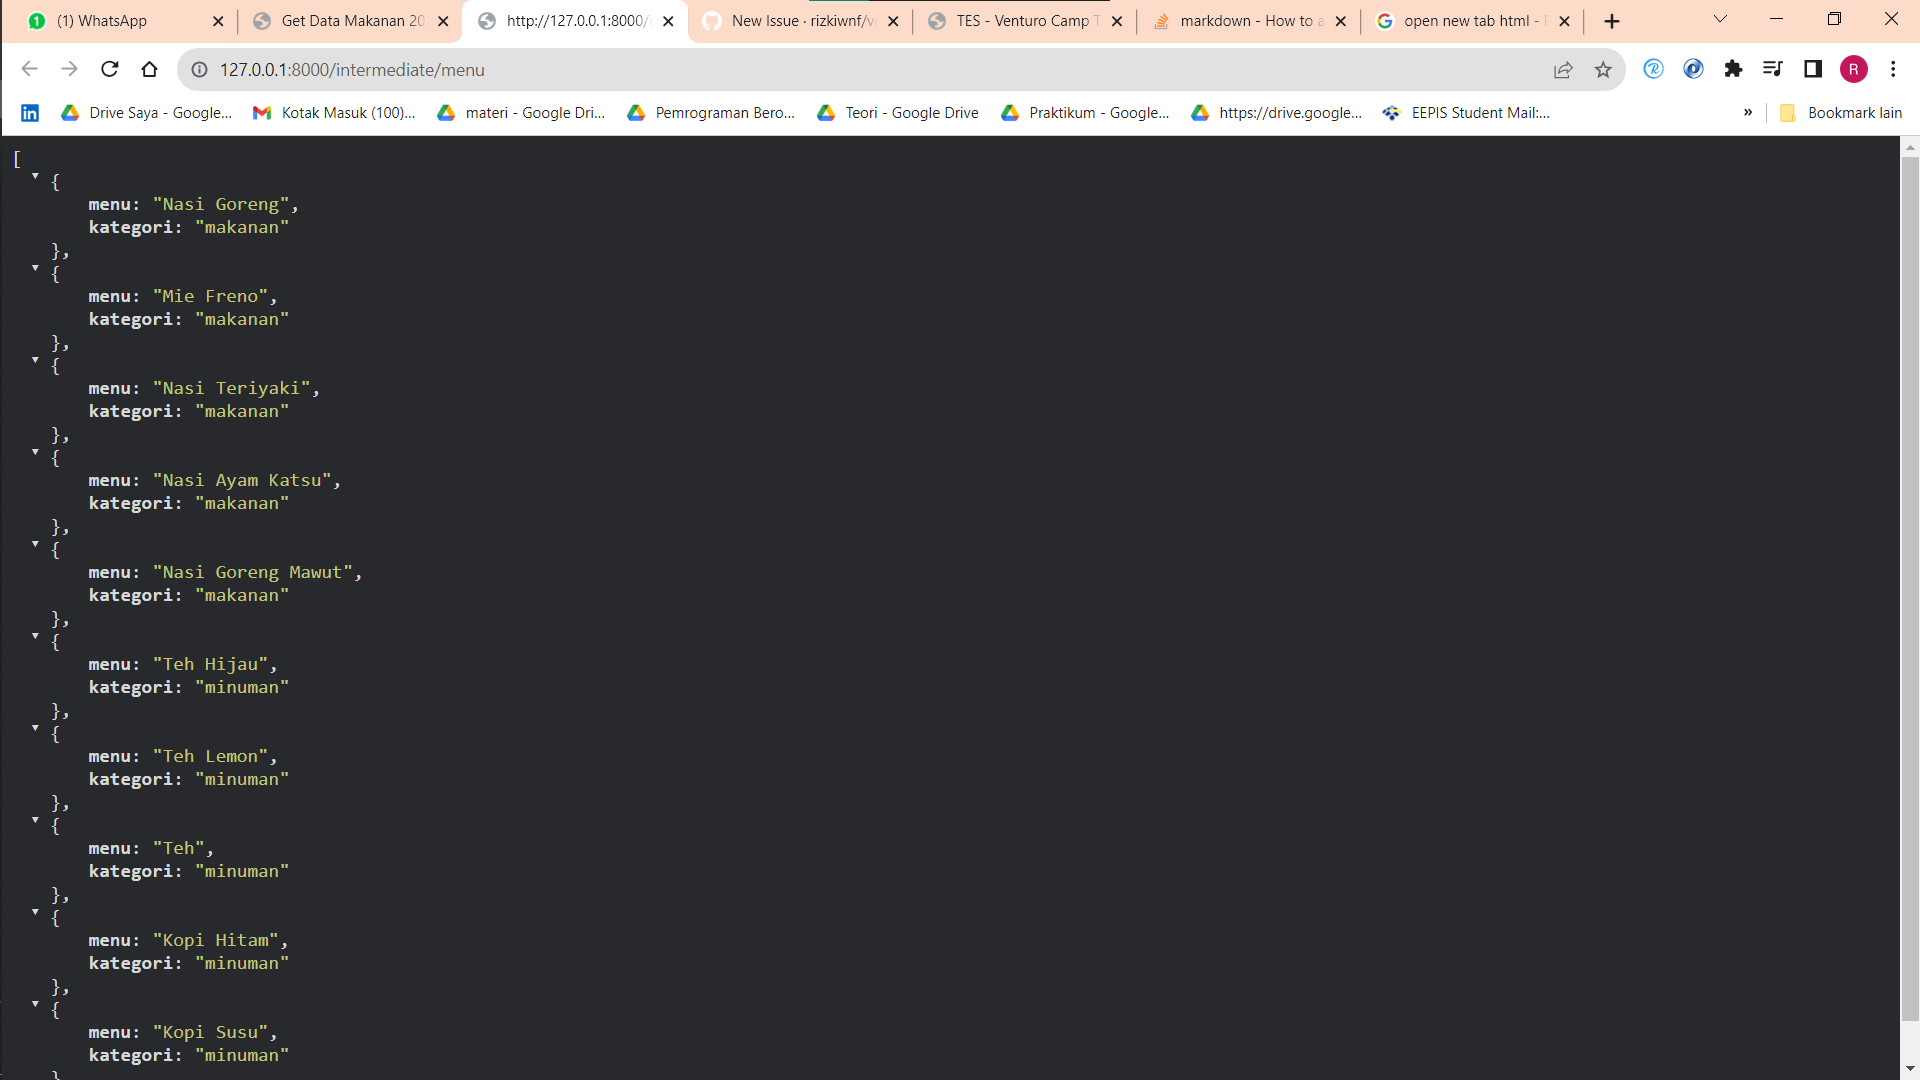 (1) WhatsApp
Get Data Makanan 20
http://127.0.0.1:8000/
New Issue · rizkiwnf/v
TES - Venturo Camp T
markdown - How to a
open new tab html -
127.0.0.1:8000/intermediate/menu
R
Drive Saya - Google...
Kotak Masuk (100)...
materi - Google Dri...
Pemrograman Bero...
Teori - Google Drive
Praktikum - Google...
https://drive.google...
EEPIS Student Mail:...
»
Bookmark lain
[
{
menu: "Nasi Goreng",
kategori: "makanan"
},
{
menu: "Mie Freno",
kategori: "makanan"
},
{
menu: "Nasi Teriyaki",
kategori: "makanan"
},
{
menu: "Nasi Ayam Katsu",
kategori: "makanan"
},
{
menu: "Nasi Goreng Mawut",
kategori: "makanan"
},
{
menu: "Teh Hijau",
kategori: "minuman"
},
{
menu: "Teh Lemon",
kategori: "minuman"
},
{
menu: "Teh",
kategori: "minuman"
},
{
menu: "Kopi Hitam",
kategori: "minuman"
},
{
menu: "Kopi Susu",
kategori: "minuman"
}